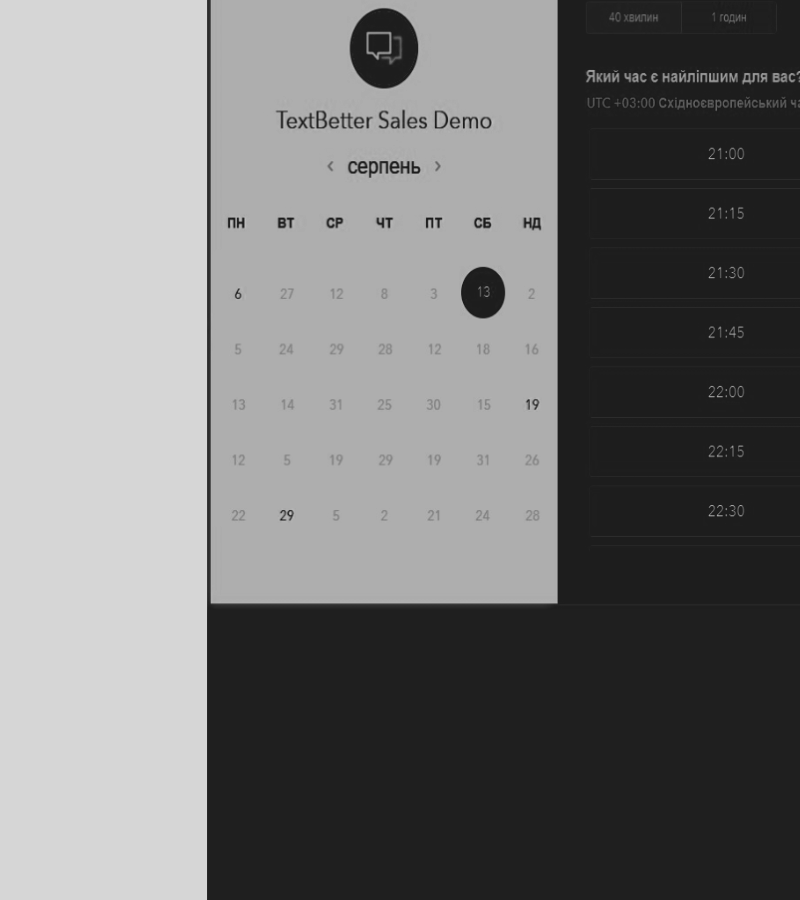 TextBetter Sales Demo
серпень
ПН ВТ СР ЧТ ПТ СБ НД
6 27 12 8 3 13 2
5 24 29 28 12 18 16
13 14 31 25 30 15 19
12 5 19 29 19 31 26
22 29 5 2 21 24 28
40 хвилин 1 годин
Який час є найліпшим для вас?
UTC +03:00 Східноєвропейський ча
21:00
21:15
21:30
21:45
22:00
22:15
22:30